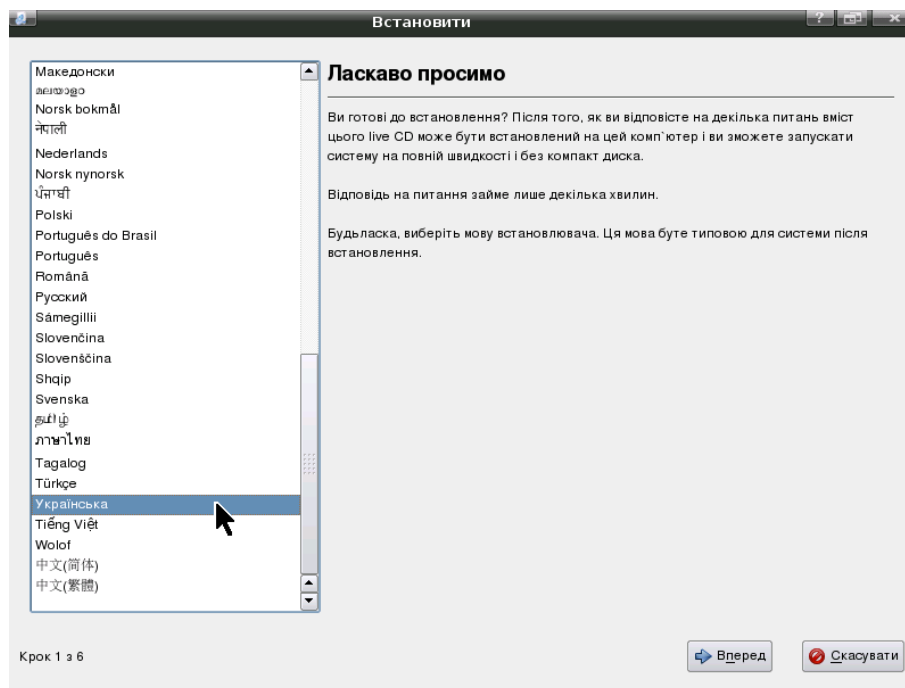 Встановити
Македонски
മലയാളം
Norsk bokmål
नेपाली
Nederlands
Norsk nynorsk
ਪੰਜਾਬੀ
Polski
Português do Brasil
Português
Română
Русский
Sámegillii
Slovenčina
Slovenščina
Shqip
Svenska
தமிழ்
ภาษาไทย
Tagalog
Türkçe
Українська
Tiếng Việt
Wolof
中文(简体)
中文(繁體)
Ласкаво просимо
Ви готові до встановлення? Після того, як ви відповісте на декілька питань вміст
цього live CD може бути встановлений на цей комп`ютер і ви зможете запускати
систему на повній швидкості і без компакт диска.
Відповідь на питання займе лише декілька хвилин.
Будьласка, виберіть мову встановлювача. Ця мова буте типовою для системи після
встановлення.
Крок 1 з 6
Вперед
Скасувати